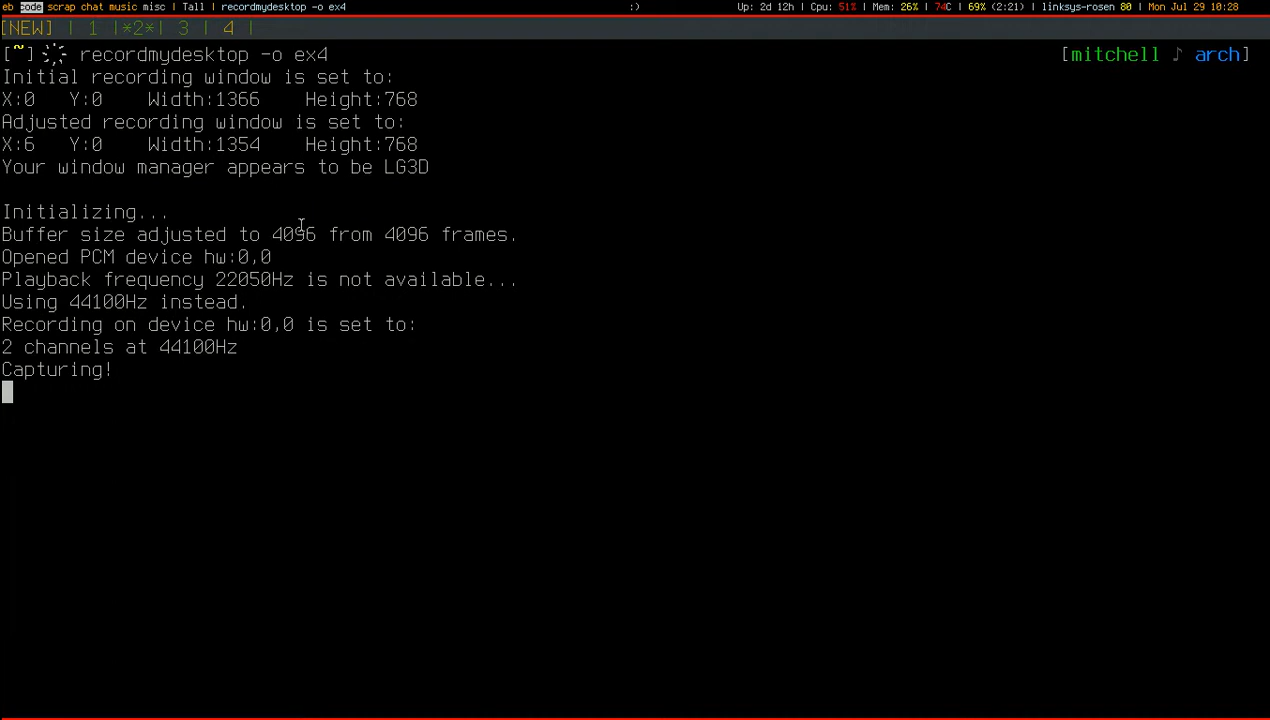 eb code scrap chat music misc | Tall | recordmydesktop -o ex4 :) Up: 2d 12h | Cpu: 51% | Mem: 26% | 74C | 69% (2:21) | linksys-rosen 80 | Mon Jul 29 10:28
[NEW] | 1 |*2*| 3 | 4 |
[~] recordmydesktop -o ex4 [mitchell ♪ arch]
Initial recording window is set to:
X:0 Y:0 Width:1366 Height:768
Adjusted recording window is set to:
X:6 Y:0 Width:1354 Height:768
Your window manager appears to be LG3D
Initializing...
Buffer size adjusted to 4096 from 4096 frames.
Opened PCM device hw:0,0
Playback frequency 22050Hz is not available...
Using 44100Hz instead.
Recording on device hw:0,0 is set to:
2 channels at 44100Hz
Capturing!